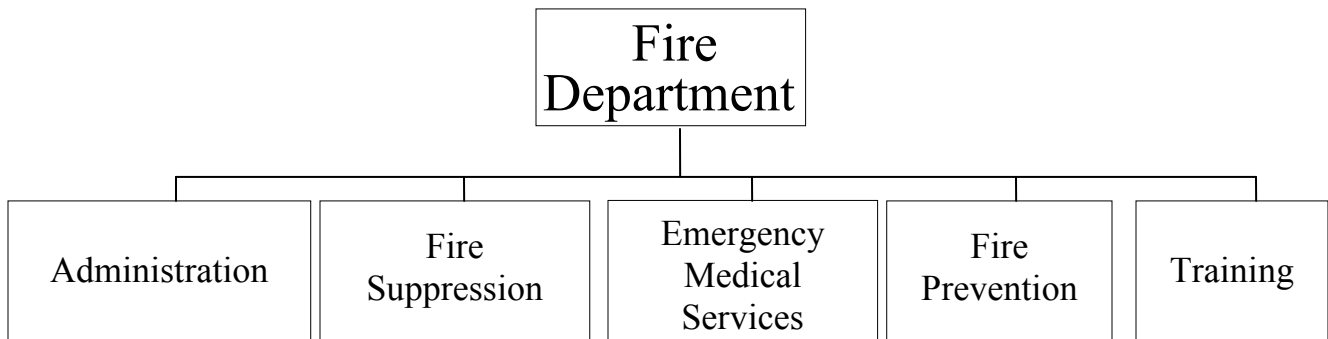 Fire
Department
Administration
Fire
Suppression
Emergency
Medical
Services
Fire
Prevention
Training